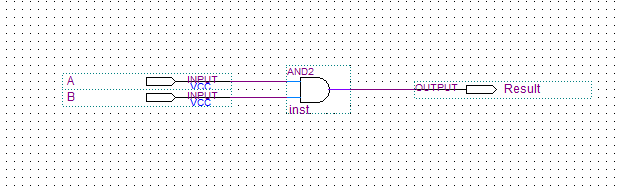 AND2
A INPUT OUTPUT Result
VCC
B INPUT
VCC
inst